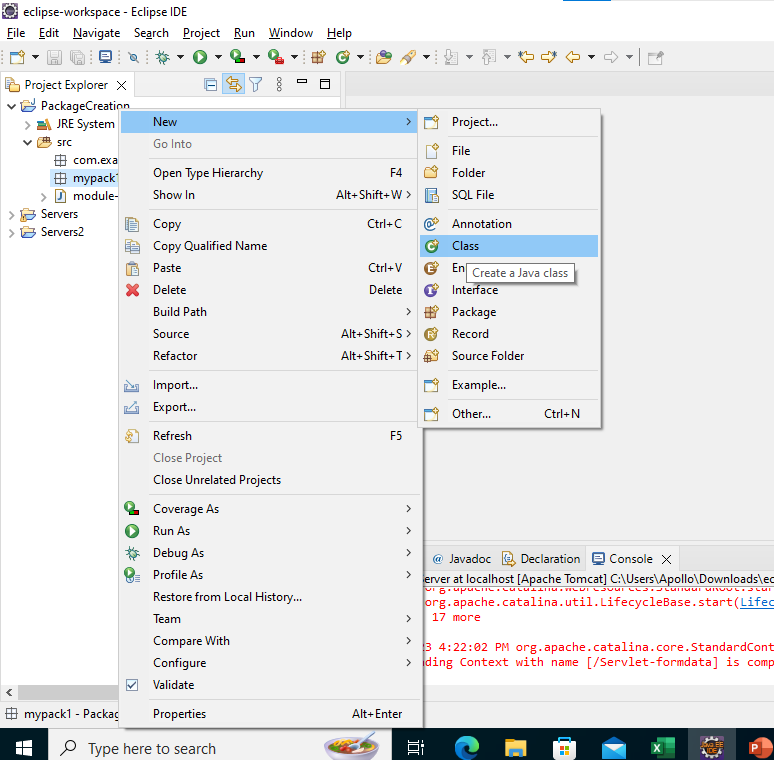 eclipse-workspace - Eclipse IDE
File Edit Navigate Search Project Run Window Help
Project Explorer
PackageCreation
JRE System
src
com.exa
mypack1
module-
Servers
Servers2
New
Go Into
Open Type Hierarchy F4
Show In Alt+Shift+W
Copy Ctrl+C
Copy Qualified Name
Paste Ctrl+V
Delete Delete
Build Path
Source Alt+Shift+S
Refactor Alt+Shift+T
Import...
Export...
Refresh F5
Close Project
Close Unrelated Projects
Coverage As
Run As
Debug As
Profile As
Restore from Local History...
Team
Compare With
Configure
Validate
Properties Alt+Enter
Project...
File
Folder
SQL File
Annotation
Class
En
Create a Java class
Interface
Package
Record
Source Folder
Example...
Other... Ctrl+N
@ Javadoc Declaration Console
erver at localhost [Apache Tomcat] C:\Users\Apollo\Downloads\ec
org.apache.catalina.webresources.StandardRoot.star
org.apache.catalina.util.LifecycleBase.start(Lifec
17 more
23 4:22:02 PM org.apache.catalina.core.StandardCont
ding Context with name [/Servlet-formdata] is comp
mypack1 - Packag
Type here to search